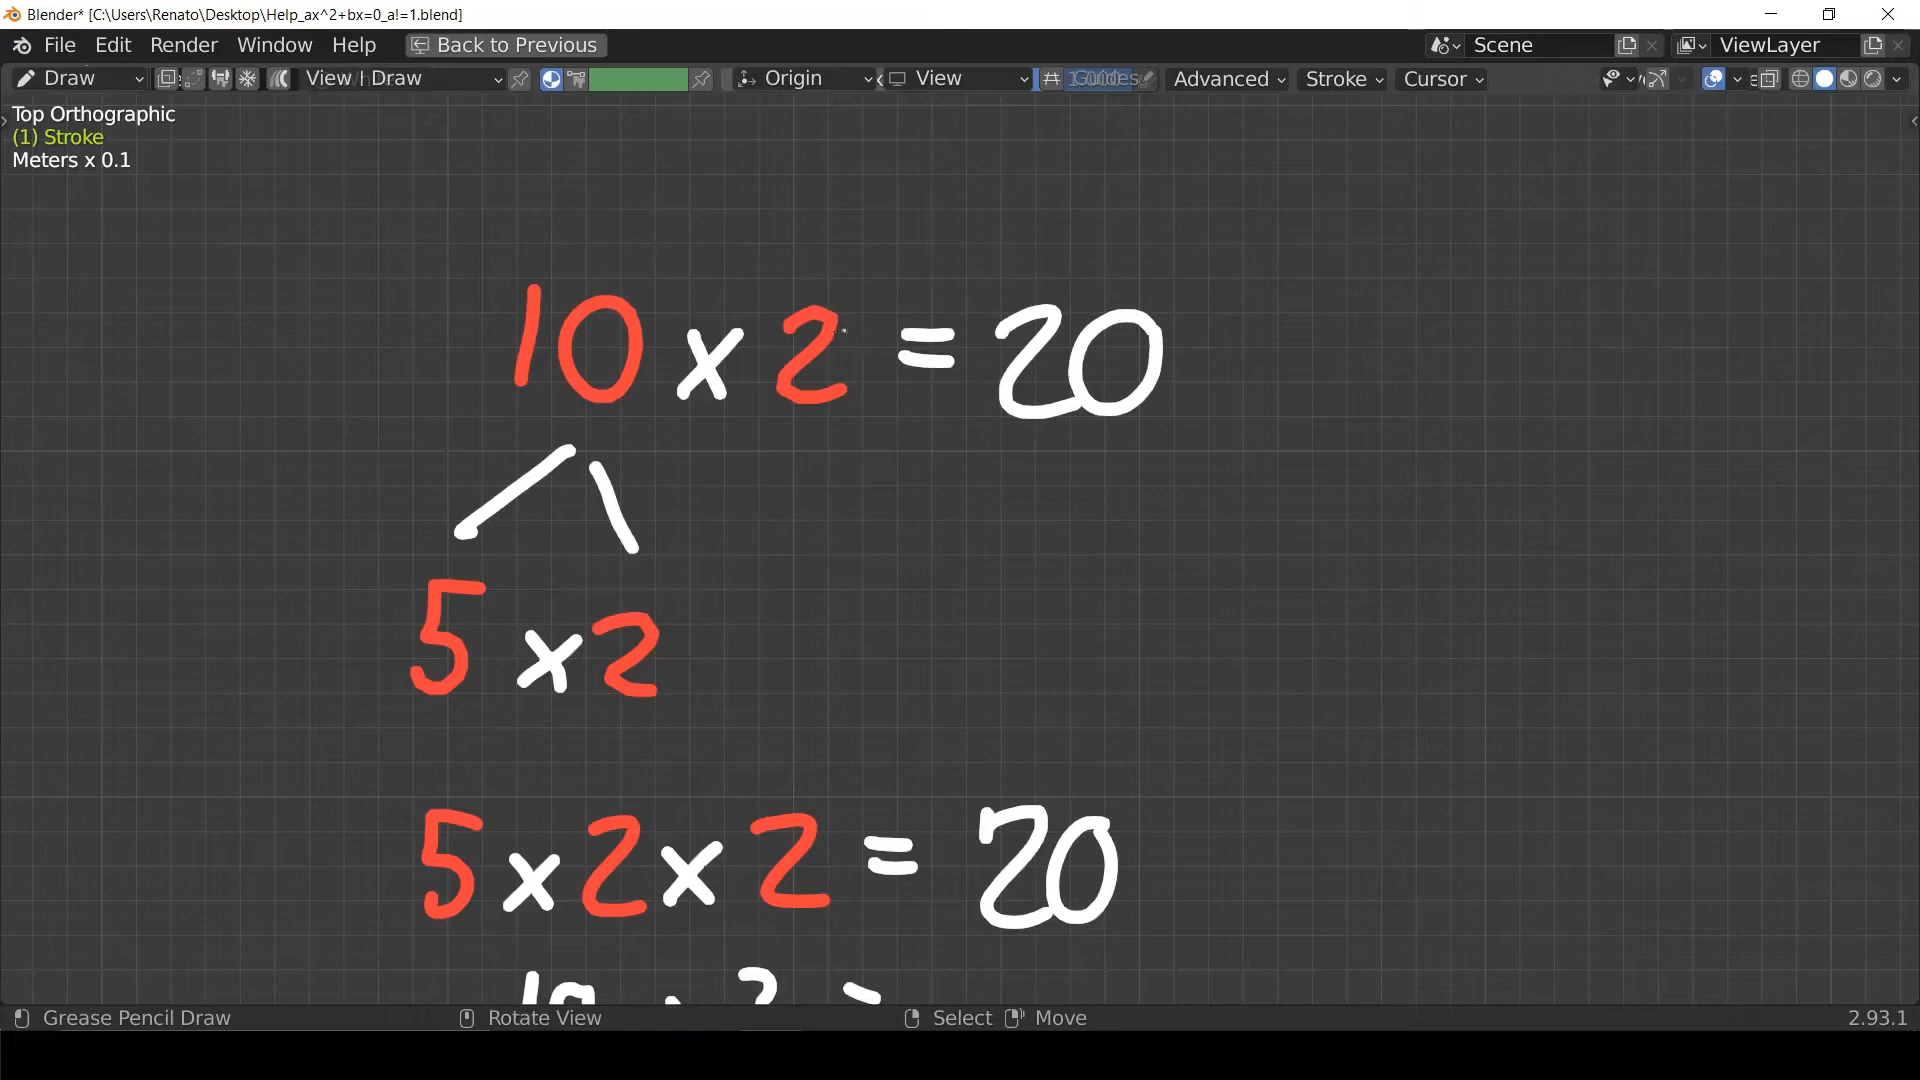 Blender* [C:\Users\Renato\Desktop\Help_ax^2+bx=0_a!=1.blend]
File Edit Render Window Help Back to Previous Scene ViewLayer
Draw View Draw Origin View Guides Advanced Stroke Cursor
Top Orthographic
(1) Stroke
Meters x 0.1
10 x 2 = 20
5 x 2
5 x 2 x 2 = 20
Grease Pencil Draw Rotate View Select Move 2.93.1